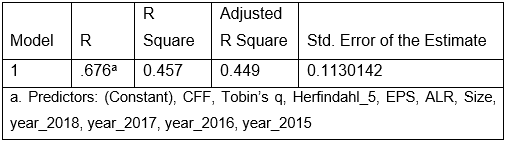 Model R R Square Adjusted R Square Std. Error of the Estimate
1 .676ª 0.457 0.449 0.1130142
a. Predictors: (Constant), CFF, Tobin’s q, Herfindahl_5, EPS, ALR, Size,
year_2018, year_2017, year_2016, year_2015